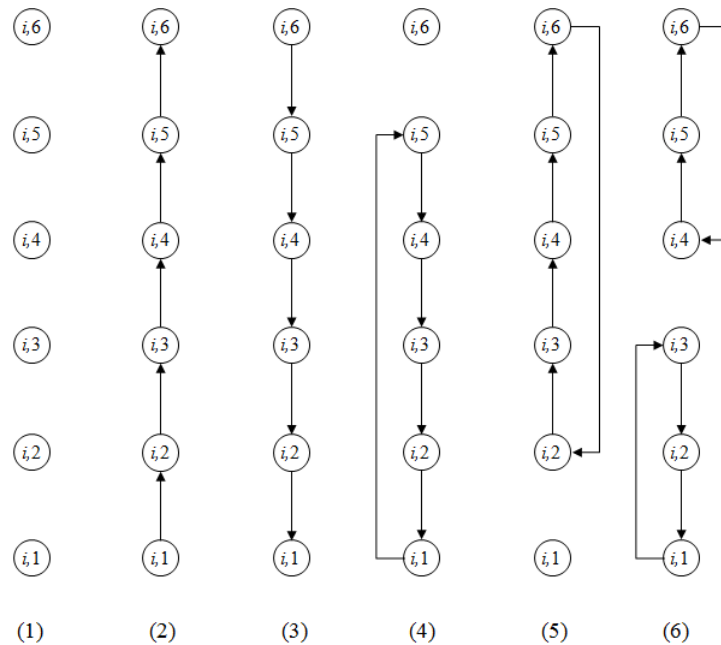 i,6 i,6 i,6 i,6 i,6 i,6
i,5 i,5 i,5 i,5 i,5 i,5
i,4 i,4 i,4 i,4 i,4 i,4
i,3 i,3 i,3 i,3 i,3 i,3
i,2 i,2 i,2 i,2 i,2 i,2
i,1 i,1 i,1 i,1 i,1 i,1
(1) (2) (3) (4) (5) (6)